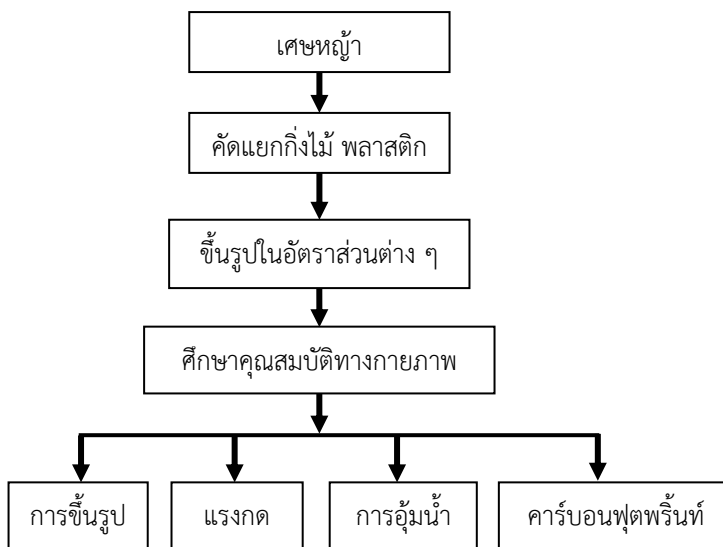 เศษหญ้า
คัดแยกกิ่งไม้ พลาสติก
ขึ้นรูปในอัตราส่วนต่าง ๆ
ศึกษาคุณสมบัติทางกายภาพ
การขึ้นรูป
แรงกด
การอุ้มน้ำ
คาร์บอนฟุตพริ้นท์